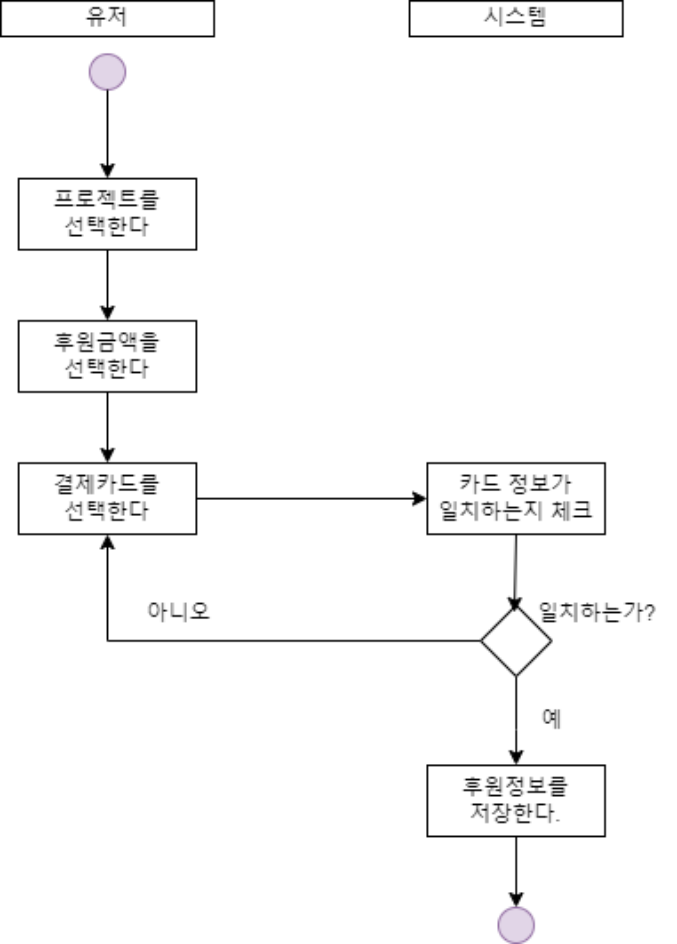 유저
시스템
프로젝트를
선택한다
후원금액을
선택한다
결제카드를
선택한다
카드 정보가
일치하는지 체크
아니오
일치하는가?
예
후원정보를
저장한다.